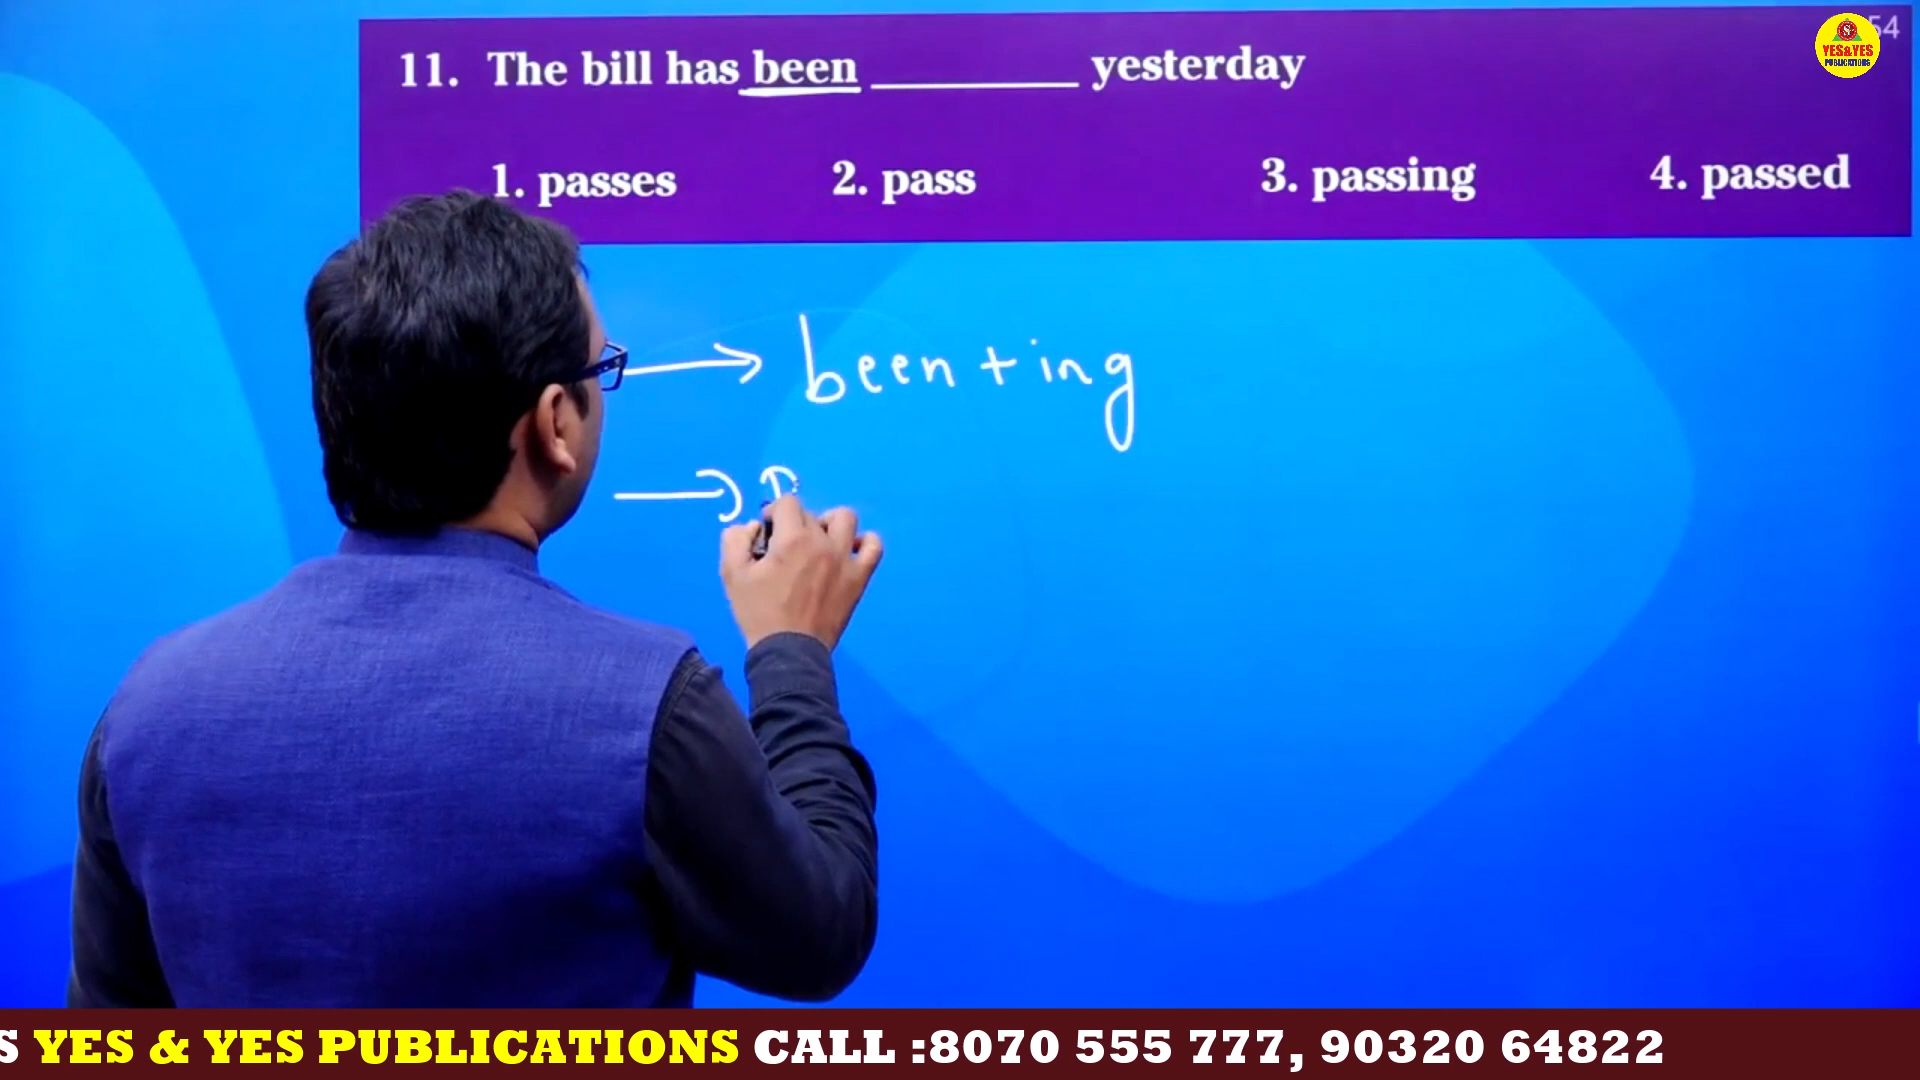 54
YES&YES
PUBLICATIONS
11. The bill has been ________ yesterday
1. passes 2. pass 3. passing 4. passed
→ been + ing
→
S YES & YES PUBLICATIONS CALL :8070 555 777, 90320 64822